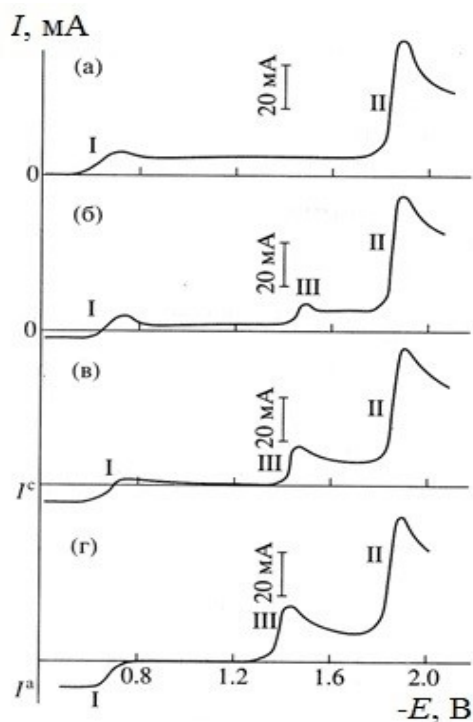 I, мА
(а)
I
20 мА
II
0
(б)
I
20 мА
III
II
0
(в)
I
20 мА
III
II
Iᶜ
(г)
20 мА
III
II
I
Iᵃ
0.8 1.2 1.6 2.0
-E, В